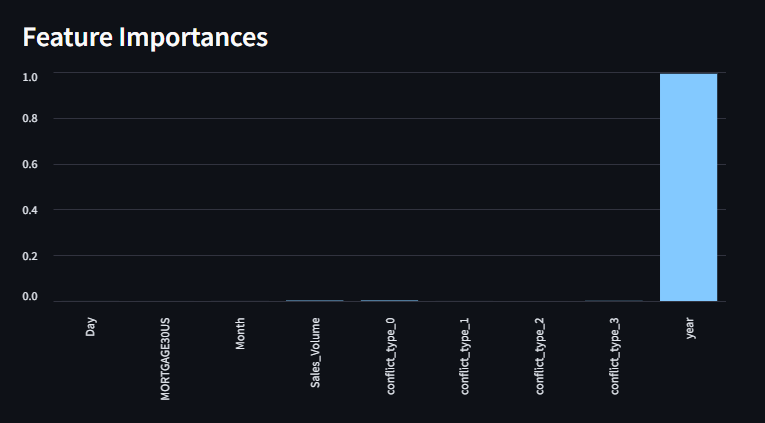 Feature Importances
1.0
0.8
0.6
0.4
0.2
0.0
Day
MORTGAGE30US
Month
Sales_Volume
conflict_type_0
conflict_type_1
conflict_type_2
conflict_type_3
year